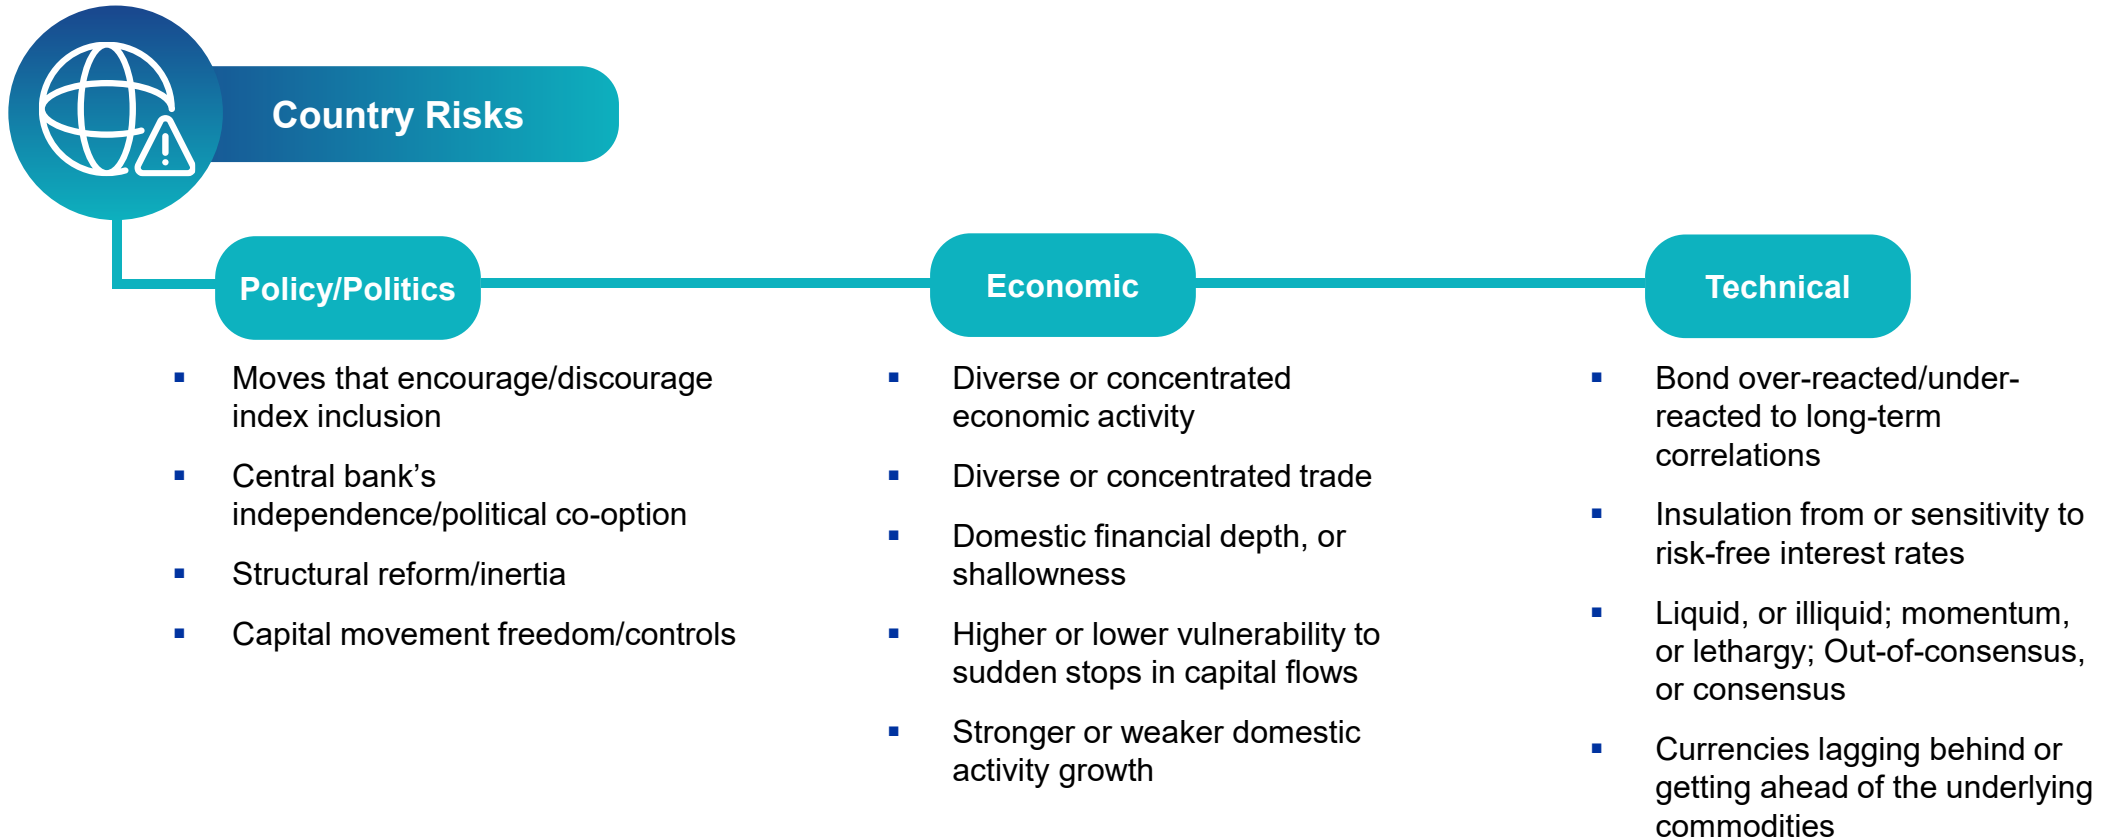 Country Risks
Policy/Politics
Moves that encourage/discourage
index inclusion
Central bank’s
independence/political co-option
Structural reform/inertia
Capital movement freedom/controls
Economic
Diverse or concentrated
economic activity
Diverse or concentrated trade
Domestic financial depth, or
shallowness
Higher or lower vulnerability to
sudden stops in capital flows
Stronger or weaker domestic
activity growth
Technical
Bond over-reacted/under-
reacted to long-term
correlations
Insulation from or sensitivity to
risk-free interest rates
Liquid, or illiquid; momentum,
or lethargy; Out-of-consensus,
or consensus
Currencies lagging behind or
getting ahead of the underlying
commodities